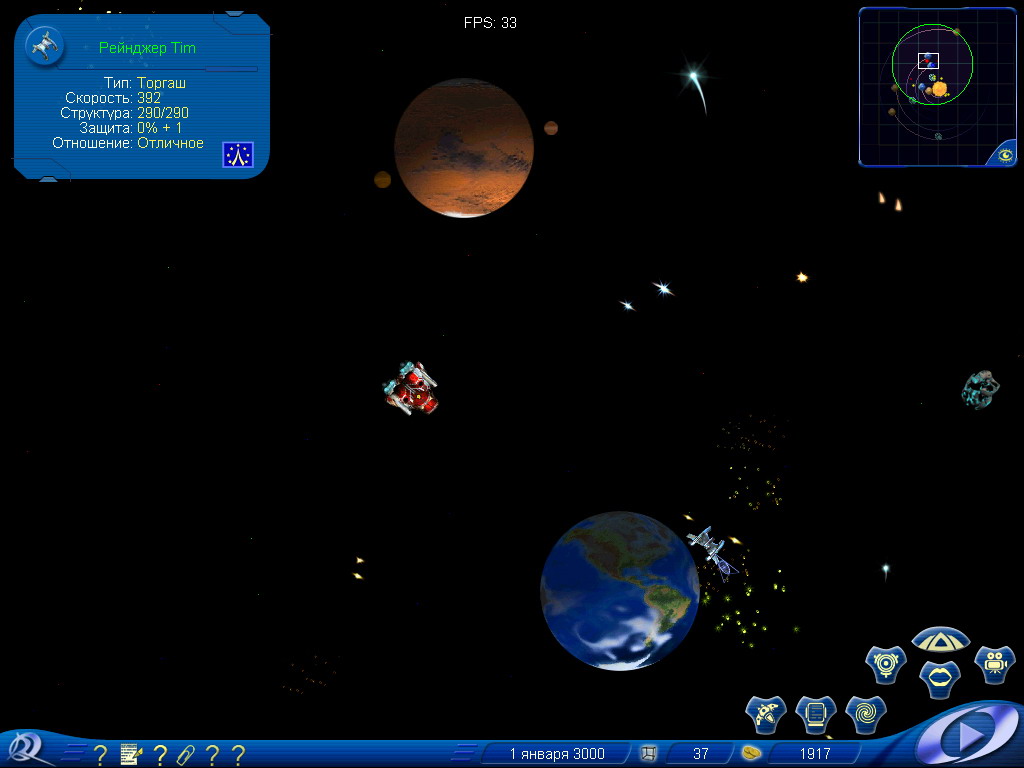 FPS: 33
Рейнджер Tim
Тип: Торгаш
Скорость: 392
Структура: 290/290
Защита: 0% + 1
Отношение: Отличное
? ? ? ?
1 января 3000
37
1917